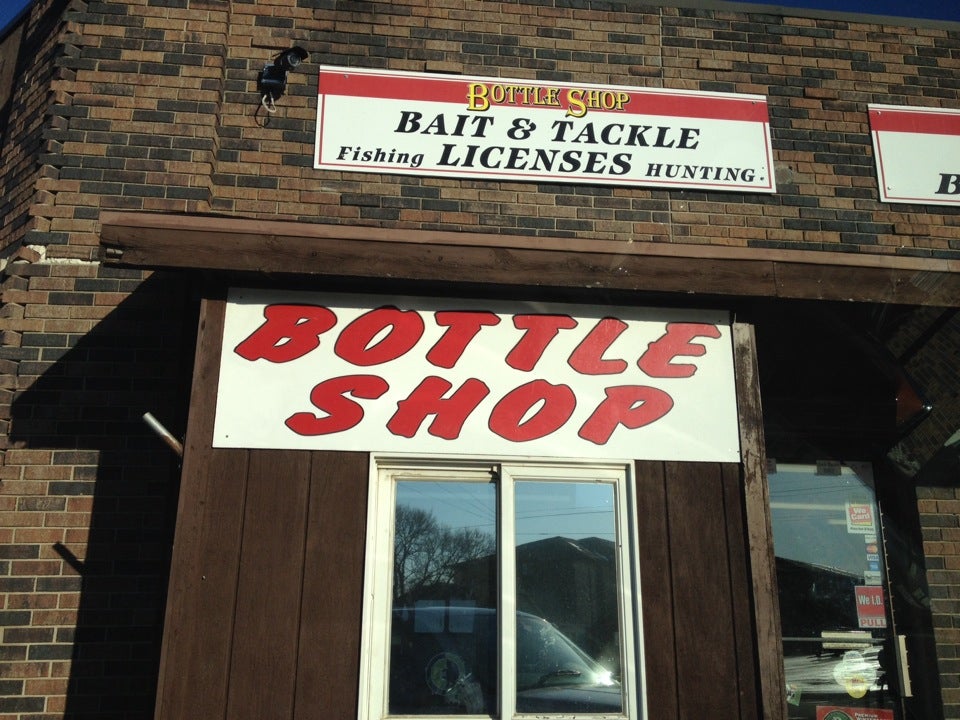 BOTTLE SHOP
BAIT & TACKLE
Fishing LICENSES HUNTING
B
BOTTLE
SHOP
We
Card
We I.D.
PULL